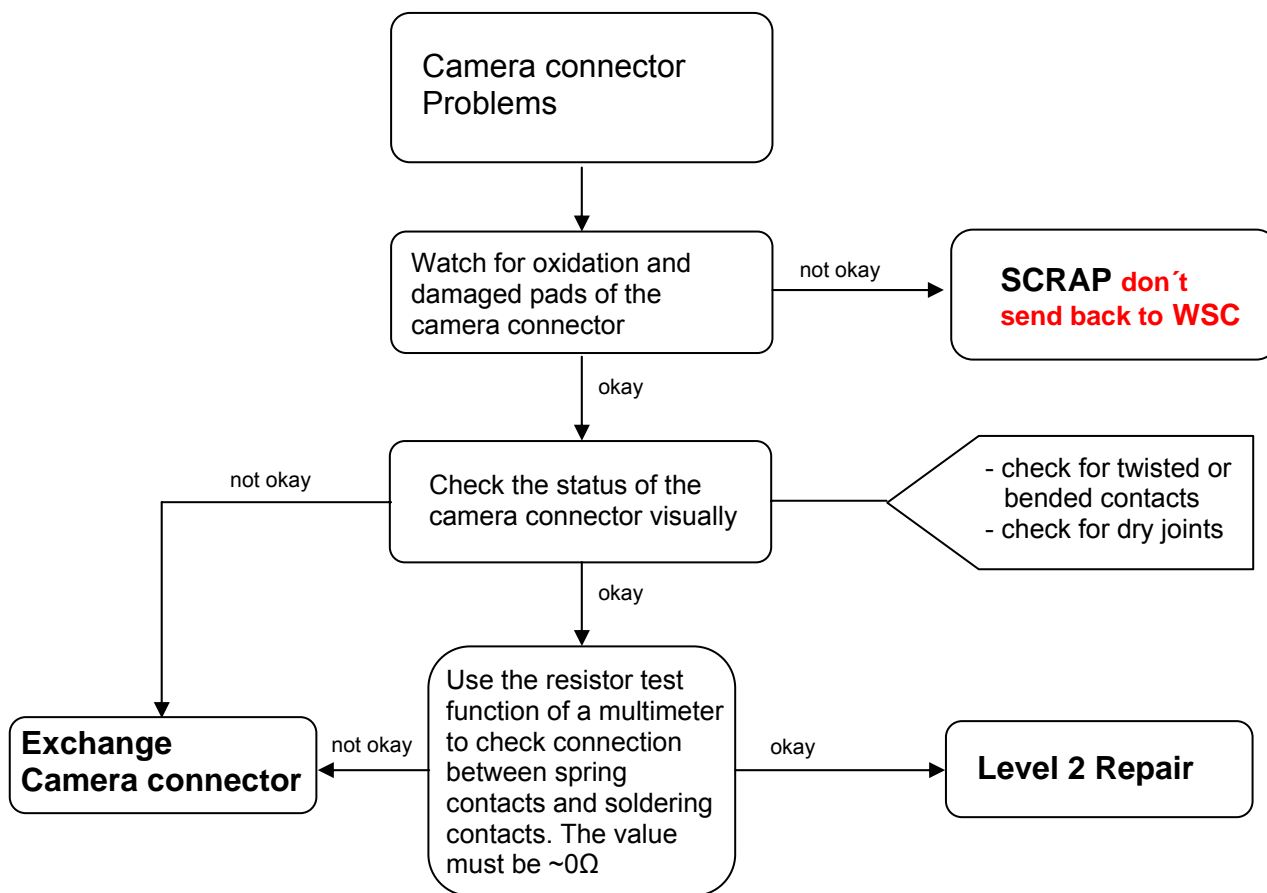 Camera connector
Problems
Watch for oxidation and
damaged pads of the
camera connector
not okay
SCRAP don´t
send back to WSC
okay
not okay
Check the status of the
camera connector visually
- check for twisted or
bended contacts
- check for dry joints
okay
Exchange
Camera connector
not okay
Use the resistor test
function of a multimeter
to check connection
between spring
contacts and soldering
contacts. The value
must be ~0Ω
okay
Level 2 Repair